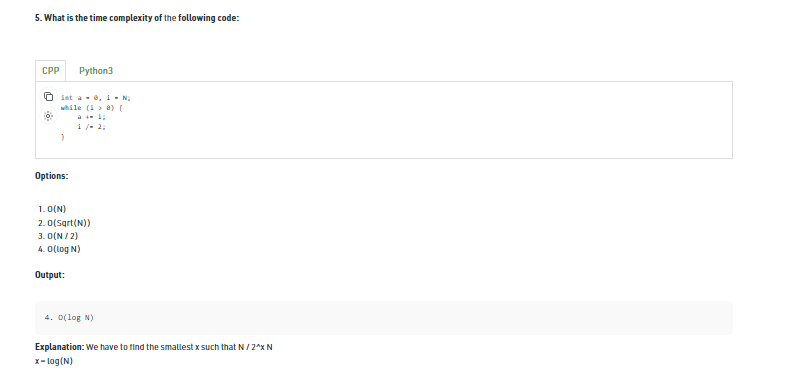 5. What is the time complexity of the following code:
CPP Python3
int a = 0, i = N;
while (i > 0) {
a += i;
i /= 2;
}
Options:
1. O(N)
2. O(Sqrt(N))
3. O(N / 2)
4. O(log N)
Output:
4. O(log N)
Explanation: We have to find the smallest x such that N / 2^x N
x = log(N)